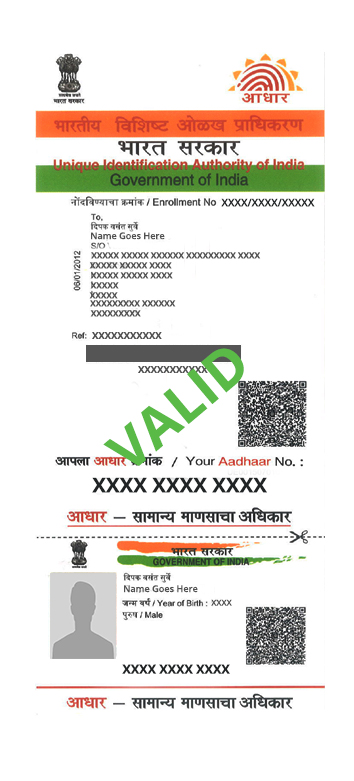 भारत सरकार
आधार
भारतीय विशिष्ट ओळख प्राधिकरण
भारत सरकार
Unique Identification Authority of India
Government of India
नोंदविण्याचा क्रमांक / Enrollment No XXXX/XXXX/XXXXX
To,
दिपक वसंत सुर्वे
Name Goes Here
S/O
08/01/2012
XXXXX XXXXX XXXXXX XXXXXXXXX XXXX
XXXXX XXXXX XXXX
XXXXX XXXXX XXXX
XXXXX
XXXXX
XXXXXXXXX XXXXXX
XXXXXXXXX
Ref: XXXXXXXXXXX
XXXXXXXXXXX
VALID
आपला आधार क्रमांक / Your Aadhaar No. :
XXXX XXXX XXXX
आधार — सामान्य माणसाचा अधिकार
भारत सरकार
GOVERNMENT OF INDIA
दिपक वसंत सुर्वे
Name Goes Here
जन्म वर्ष / Year of Birth : XXXX
पुरुष / Male
XXXX XXXX XXXX
आधार — सामान्य माणसाचा अधिकार